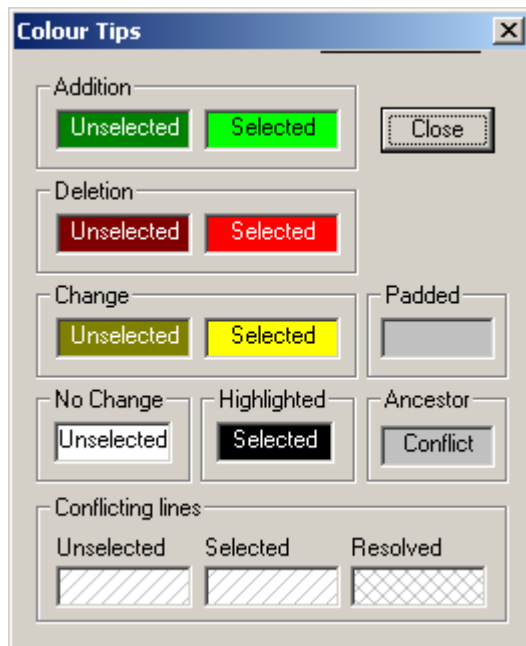 Colour Tips
Addition
Unselected Selected
Close
Deletion
Unselected Selected
Change Padded
Unselected Selected
No Change Highlighted Ancestor
Unselected Selected Conflict
Conflicting lines
Unselected Selected Resolved